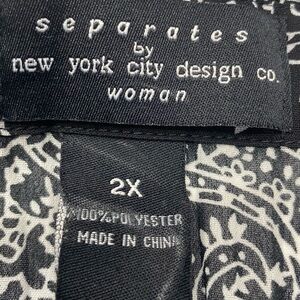 separates
by
new york city design co.
woman
2X
100% POLYESTER
MADE IN CHINA